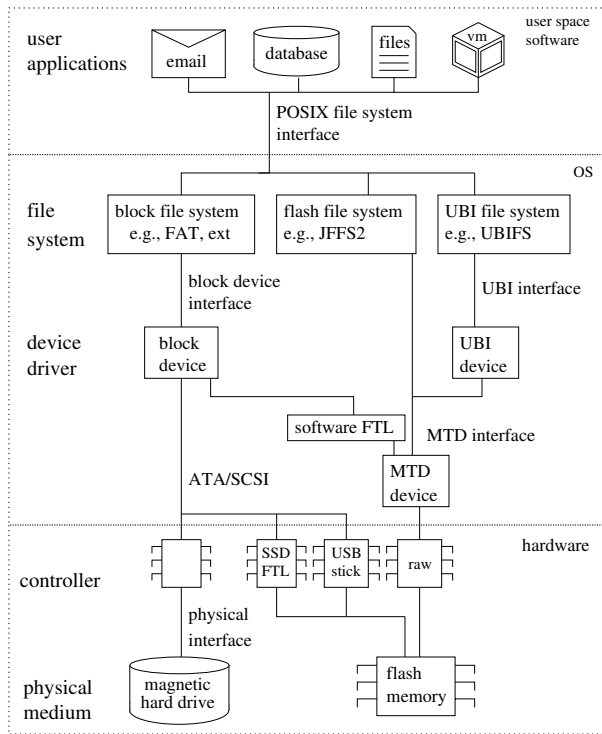 user space
software
user
applications
email
database
files
vm
POSIX file system
interface
OS
file
system
block file system
e.g., FAT, ext
flash file system
e.g., JFFS2
UBI file system
e.g., UBIFS
block device
interface
UBI interface
device
driver
block
device
UBI
device
software FTL
MTD interface
MTD
device
ATA/SCSI
hardware
controller
SSD
FTL
USB
stick
raw
physical
interface
physical
medium
magnetic
hard drive
flash
memory